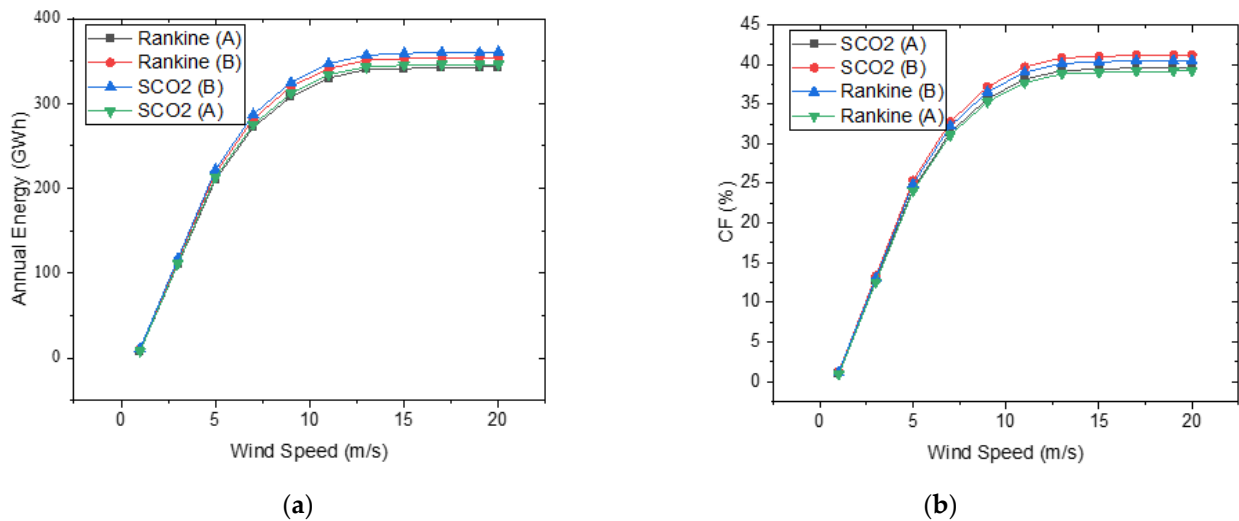 400
300
200
100
0
Annual Energy (GWh)
Rankine (A)
Rankine (B)
SCO2 (B)
SCO2 (A)
0 5 10 15 20
Wind Speed (m/s)
(a)
45
40
35
30
25
20
15
10
5
0
CF (%)
SCO2 (A)
SCO2 (B)
Rankine (B)
Rankine (A)
0 5 10 15 20
Wind Speed (m/s)
(b)